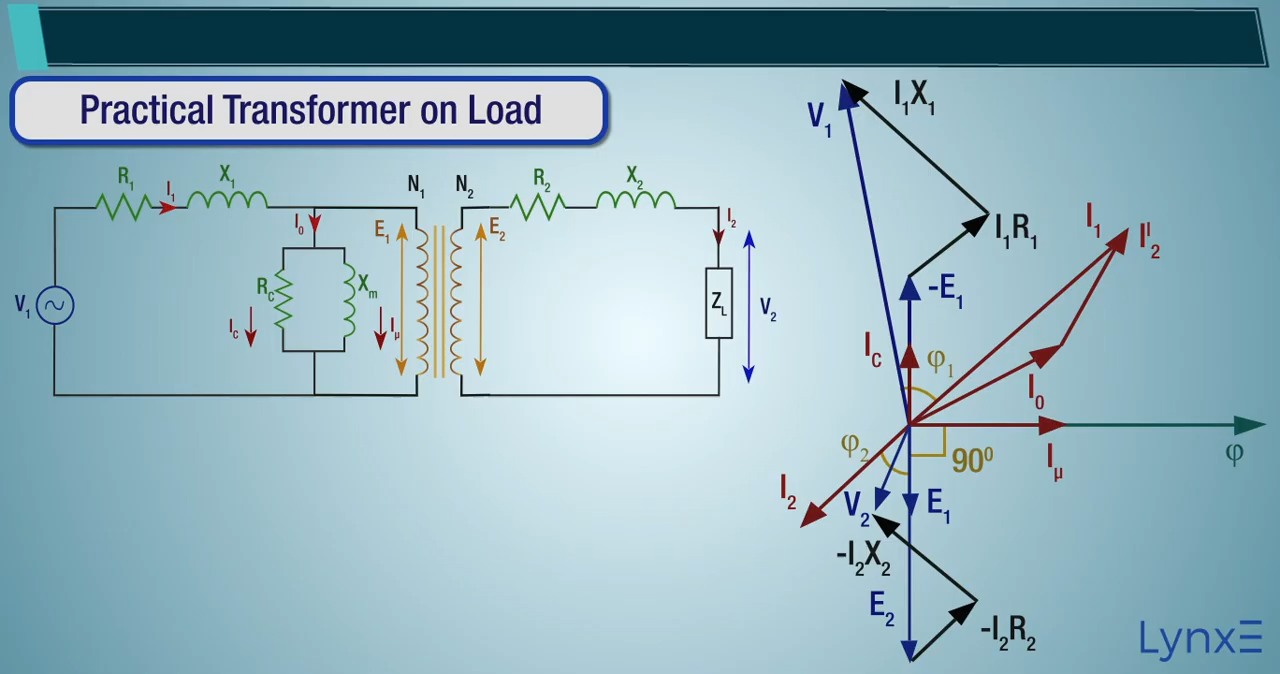 Practical Transformer on Load
R1 I1 X1 N1 N2 R2 X2
I0 E1 E2 I2
V1 RC Xm ZL V2
IC Iμ
V1 I1X1
I1R1
I1 I'2
-E1
IC φ1
I0
φ2 90⁰ Iμ φ
I2 V2 E1
-I2X2
E2
-I2R2
LynxE